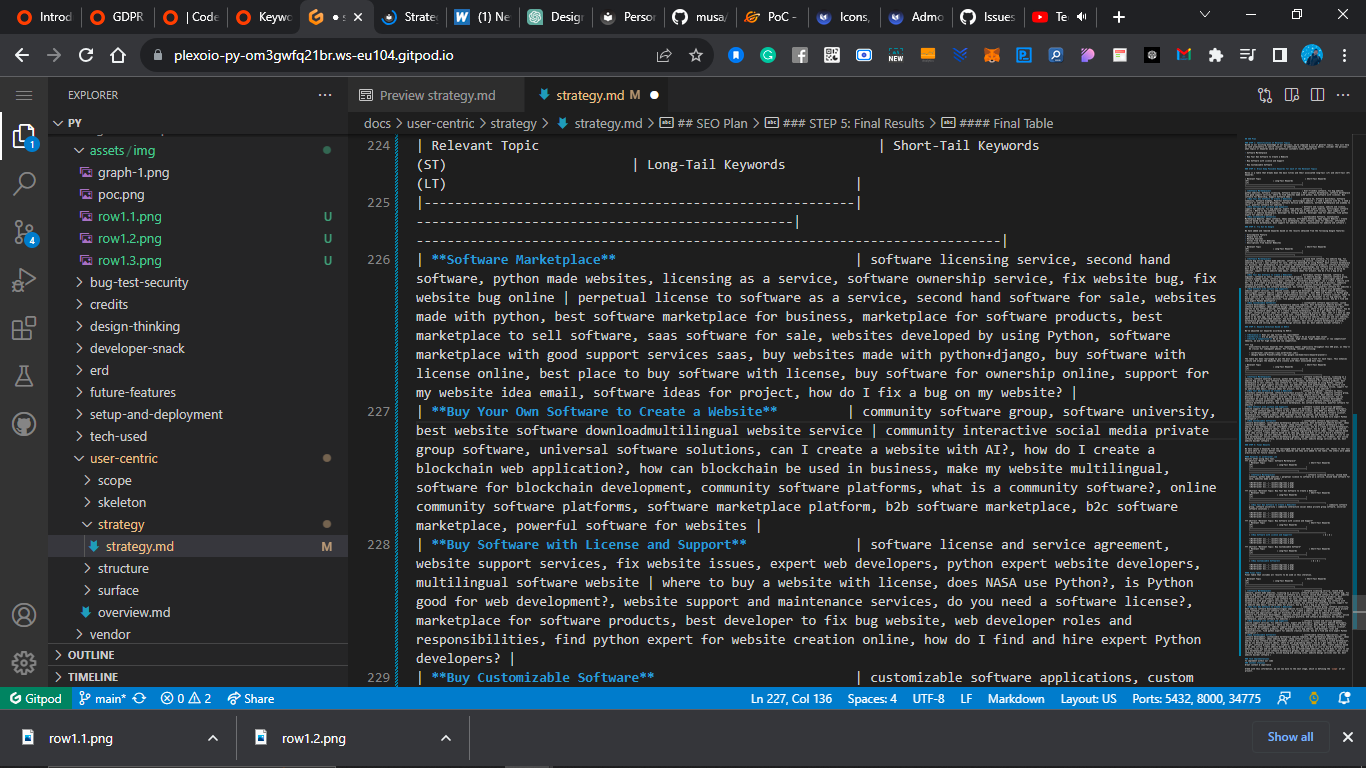 Introd
GDPR
| Code
Keywo
● s
Strate
(1) Ne
Design
Person
musa/
PoC -
Icons,
Admo
Issues
Te
plexoio-py-om3gwfq21br.ws-eu104.gitpod.io
EXPLORER
PY
assets/img
graph-1.png
poc.png
row1.1.png U
row1.2.png U
row1.3.png U
bug-test-security
credits
design-thinking
developer-snack
erd
future-features
setup-and-deployment
tech-used
user-centric
scope
skeleton
strategy
strategy.md M
structure
surface
overview.md
vendor
OUTLINE
TIMELINE
1
4
Preview strategy.md
strategy.md M
docs > user-centric > strategy > strategy.md > ## SEO Plan > ### STEP 5: Final Results > #### Final Table
224 | Relevant Topic | Short-Tail Keywords
(ST) | Long-Tail Keywords
(LT) |
225 |-------------------------------------------------------|
------------------------------------------------|
---------------------------------------------------------------------------|
226 | **Software Marketplace** | software licensing service, second hand
software, python made websites, licensing as a service, software ownership service, fix website bug, fix
website bug online | perpetual license to software as a service, second hand software for sale, websites
made with python, best software marketplace for business, marketplace for software products, best
marketplace to sell software, saas software for sale, websites developed by using Python, software
marketplace with good support services saas, buy websites made with python+django, buy software with
license online, best place to buy software with license, buy software for ownership online, support for
my website idea email, software ideas for project, how do I fix a bug on my website? |
227 | **Buy Your Own Software to Create a Website** | community software group, software university,
best website software downloadmultilingual website service | community interactive social media private
group software, universal software solutions, can I create a website with AI?, how do I create a
blockchain web application?, how can blockchain be used in business, make my website multilingual,
software for blockchain development, community software platforms, what is a community software?, online
community software platforms, software marketplace platform, b2b software marketplace, b2c software
marketplace, powerful software for websites |
228 | **Buy Software with License and Support** | software license and service agreement,
website support services, fix website issues, expert web developers, python expert website developers,
multilingual software website | where to buy a website with license, does NASA use Python?, is Python
good for web development?, website support and maintenance services, do you need a software license?,
marketplace for software products, best developer to fix bug website, web developer roles and
responsibilities, find python expert for website creation online, how do I find and hire expert Python
developers? |
229 | **Buy Customizable Software** | customizable software applications, custom
Gitpod
main*
0 2
Share
Ln 227, Col 136
Spaces: 4
UTF-8
LF
Markdown
Layout: US
Ports: 5432, 8000, 34775
row1.1.png
row1.2.png
Show all